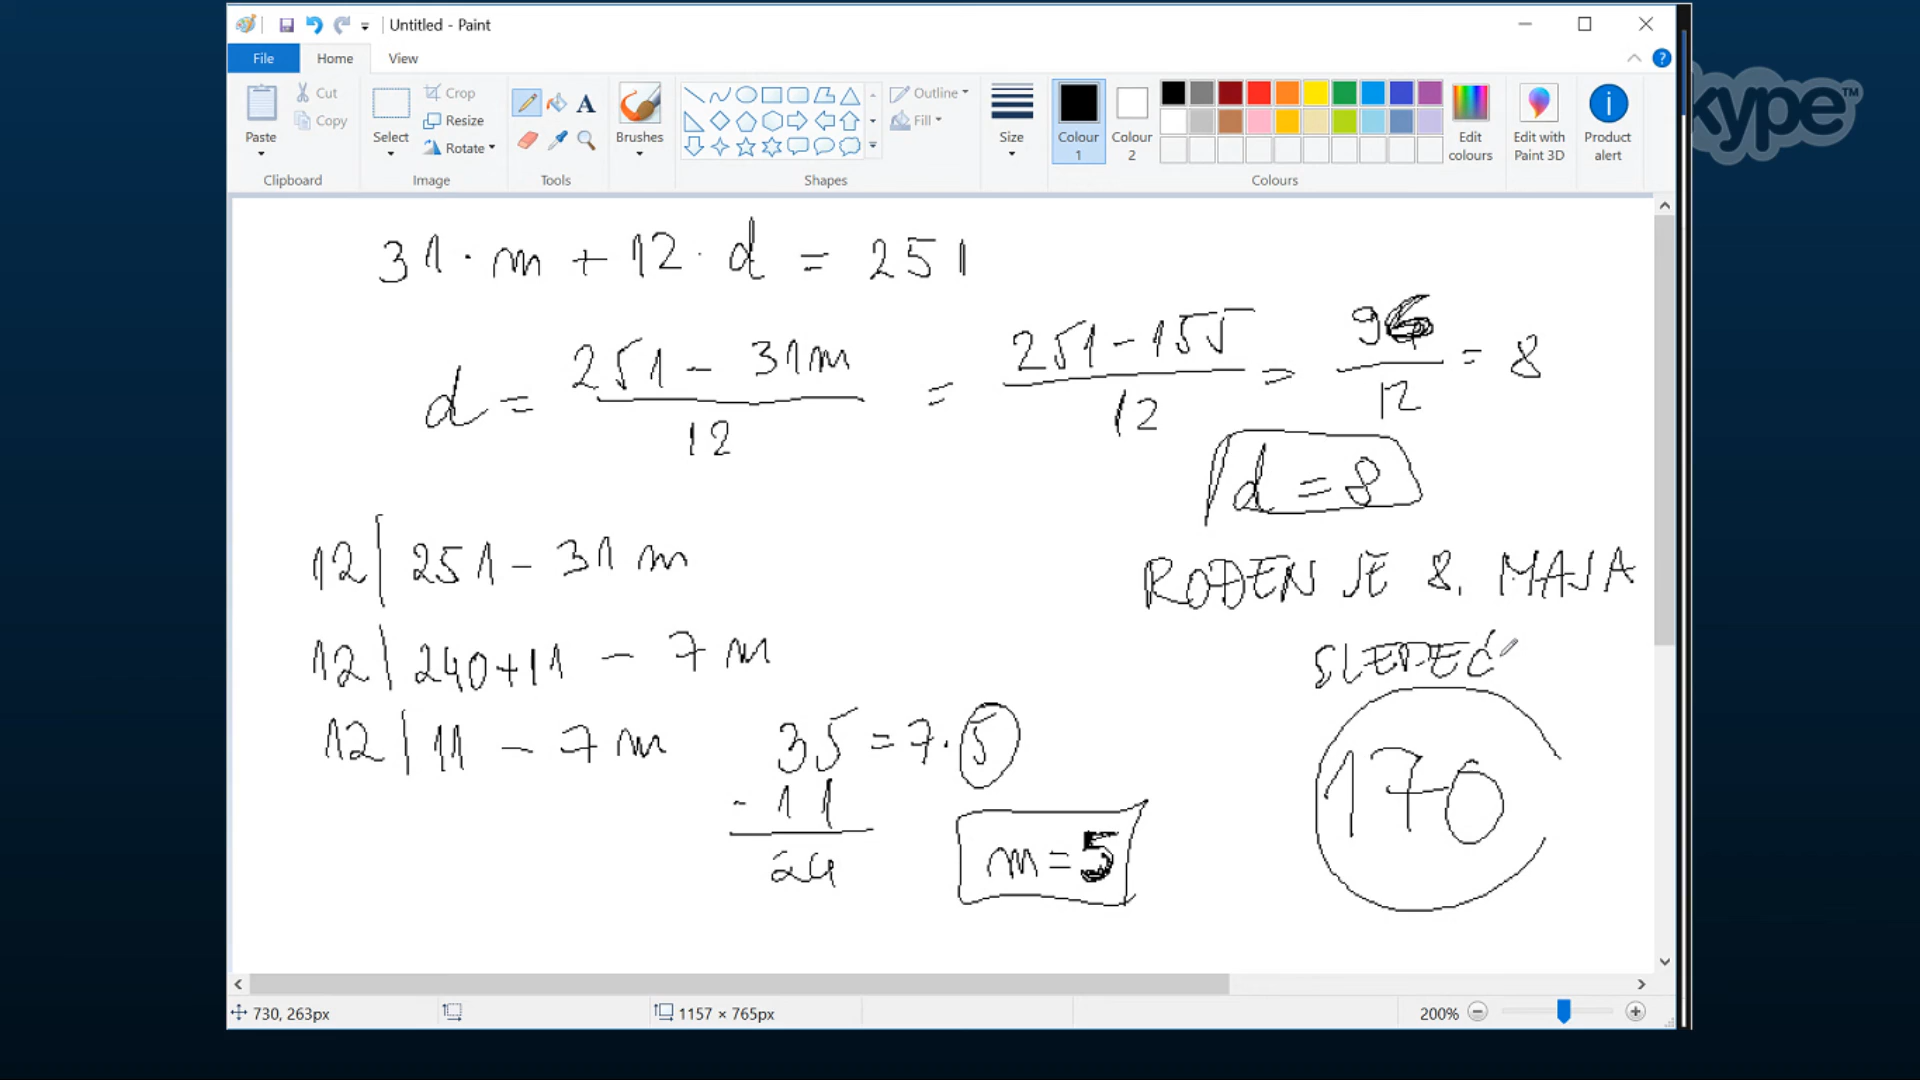 Untitled - Paint
File Home View
Paste Cut Copy Clipboard
Select Crop Resize Rotate Image
A Tools
Brushes
Outline Fill Shapes
Size
Colour 1 Colour 2 Edit colours Colours
Edit with Paint 3D
Product alert
kype™
31·m + 12·d = 251
d = (251 - 31m)/12 = (251 - 155)/12 = 96/12 = 8
d = 8
12 | 251 - 31 m
ROĐEN JE 8. MAJA
12 | 240+11 - 7 m
12 | 11 - 7 m
35 = 7·5
- 11
24
m = 5
170
730, 263px
1157 × 765px
200%